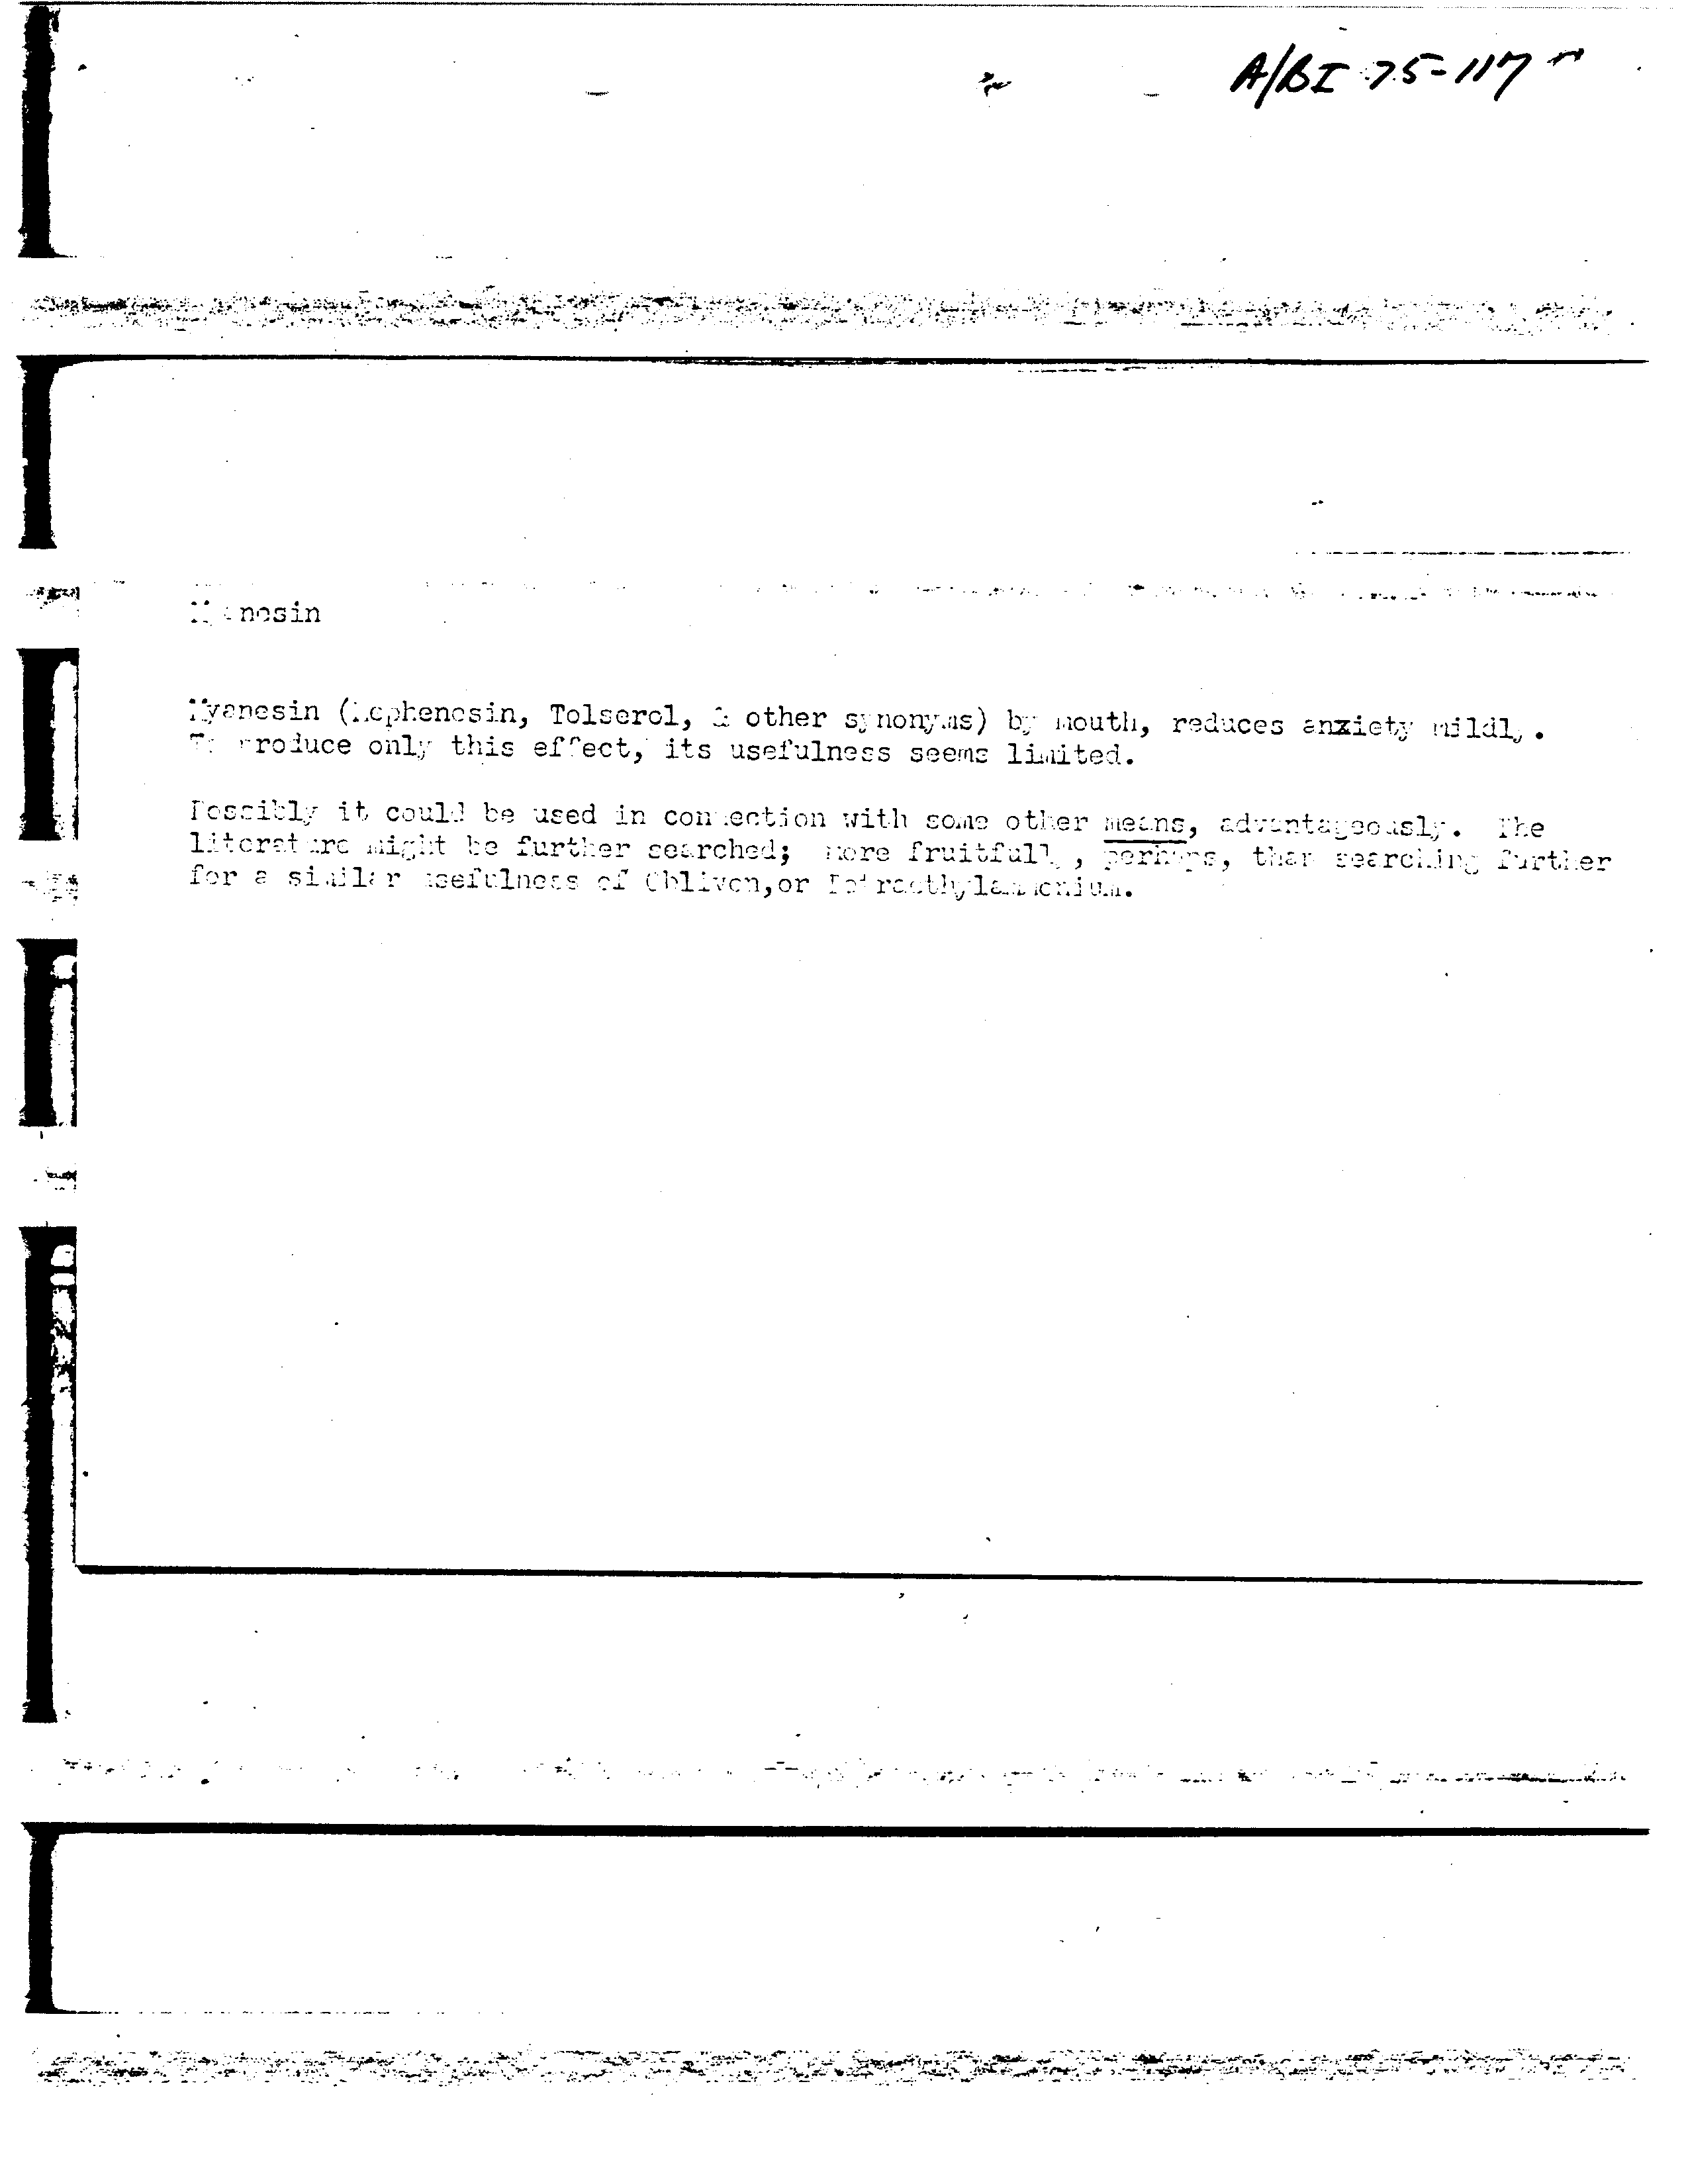 A/BI 75-117
Myanesin
Myanesin (Mephenesin, Tolserol, & other synonyms) by mouth, reduces anxiety mildly.
To produce only this effect, its usefulness seems limited.
Possibly it could be used in connection with some other means, advantageously. The
literature might be further searched; more fruitfully, perhaps, than searching further
for a similar usefulness of Oblivon, or Tetraethylammonium.